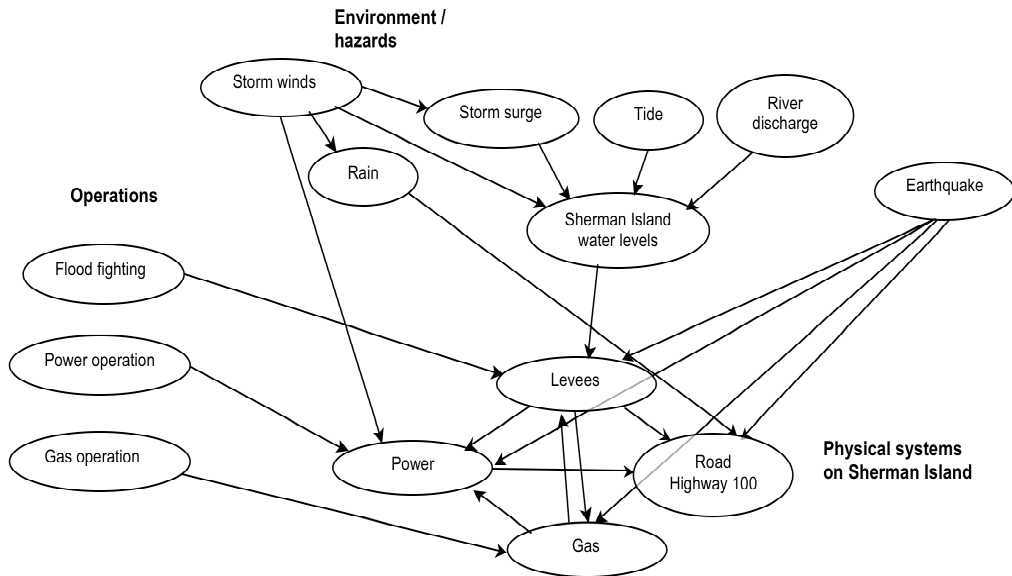 Environment /
hazards
Storm winds
Storm surge
Tide
River
discharge
Rain
Earthquake
Operations
Sherman Island
water levels
Flood fighting
Power operation
Levees
Gas operation
Power
Road
Highway 100
Physical systems
on Sherman Island
Gas